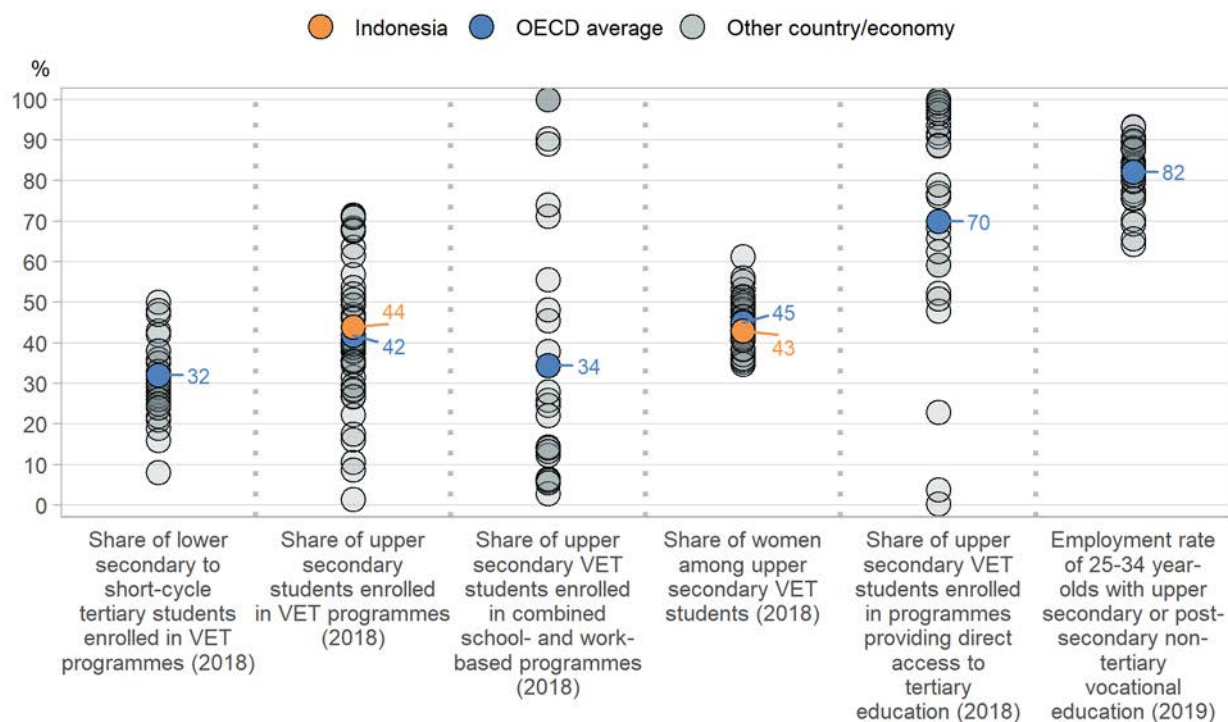 Indonesia OECD average Other country/economy
%
100
90
80
70
60
50
40
30
20
10
0
32
44
42
34
45
43
70
82
Share of lower
secondary to
short-cycle
tertiary students
enrolled in VET
programmes (2018)
Share of upper
secondary
students enrolled
in VET programmes
(2018)
Share of upper
secondary VET
students enrolled
in combined
school- and work-
based programmes
(2018)
Share of women
among upper
secondary VET
students (2018)
Share of upper
secondary VET
students enrolled
in programmes
providing direct
access to
tertiary
education (2018)
Employment rate
of 25-34 year-
olds with upper
secondary or post-
secondary non-
tertiary
vocational
education (2019)